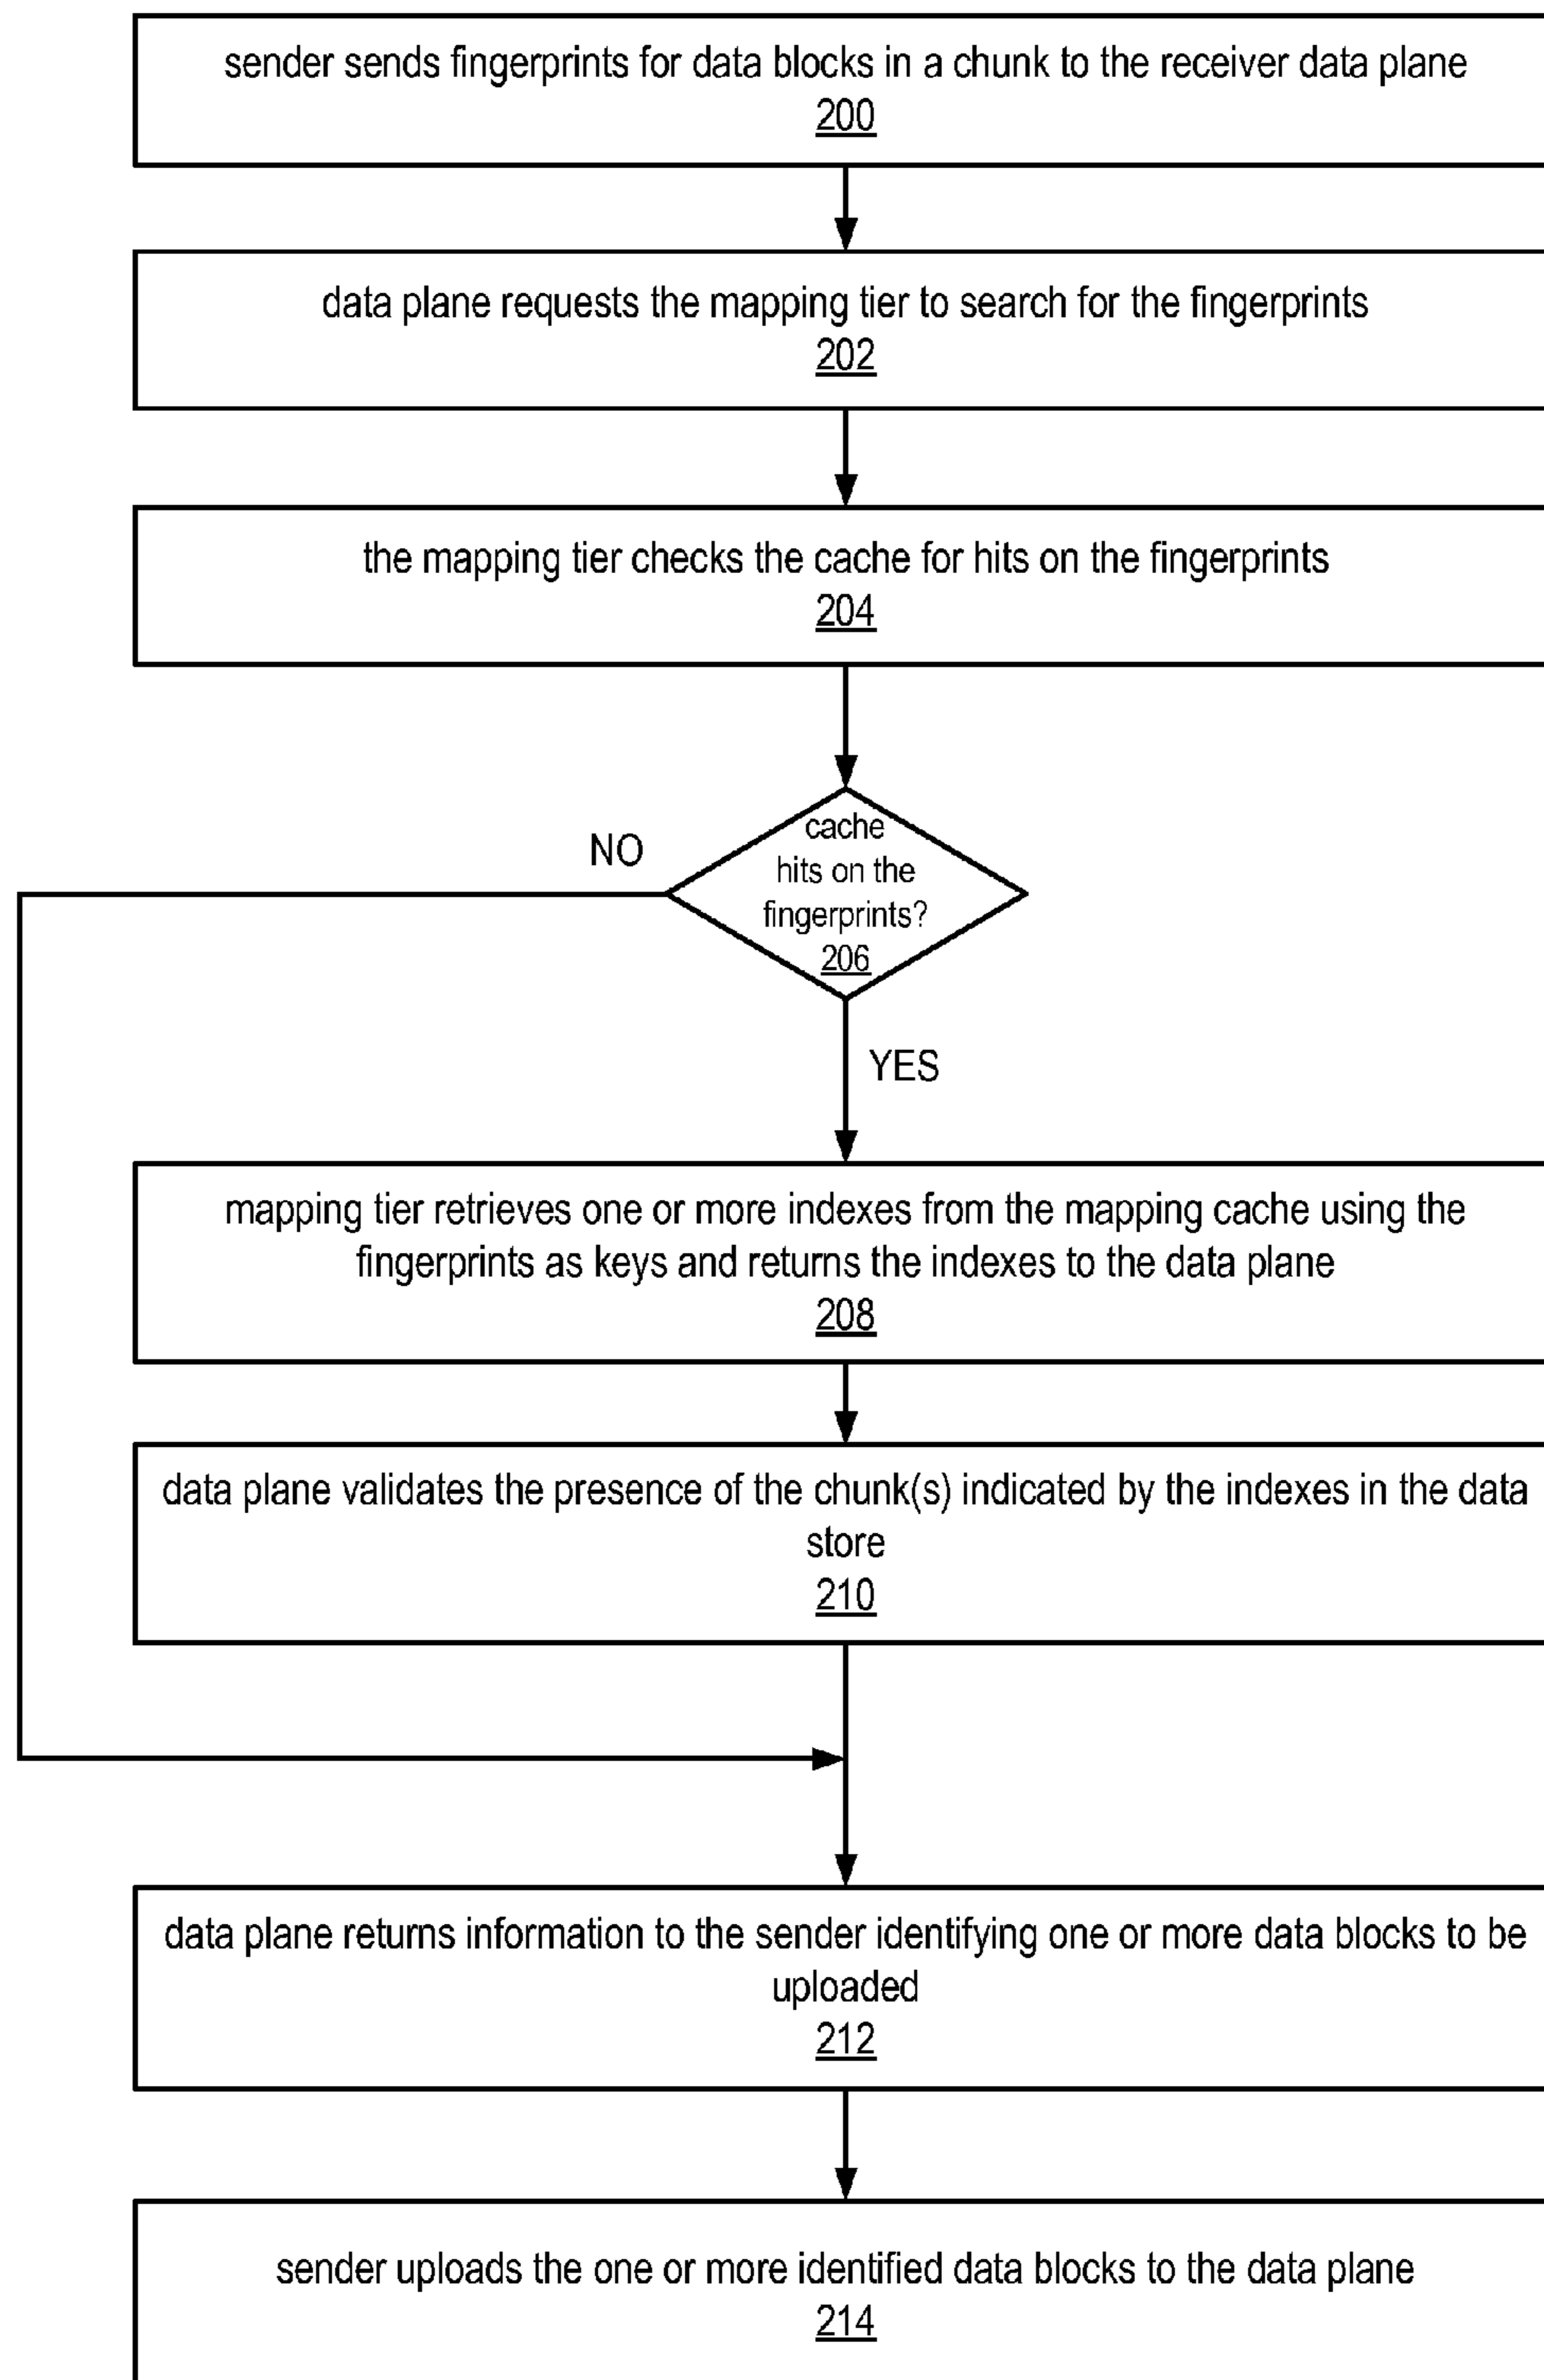 sender sends fingerprints for data blocks in a chunk to the receiver data plane
200
data plane requests the mapping tier to search for the fingerprints
202
the mapping tier checks the cache for hits on the fingerprints
204
cache
hits on the
fingerprints?
206
NO
YES
mapping tier retrieves one or more indexes from the mapping cache using the
fingerprints as keys and returns the indexes to the data plane
208
data plane validates the presence of the chunk(s) indicated by the indexes in the data
store
210
data plane returns information to the sender identifying one or more data blocks to be
uploaded
212
sender uploads the one or more identified data blocks to the data plane
214